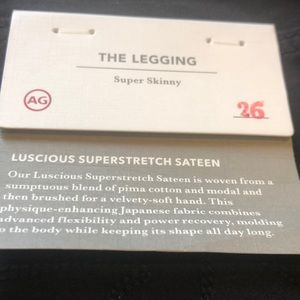 THE LEGGING
Super Skinny
AG
26
LUSCIOUS SUPERSTRETCH SATEEN
Our Luscious Superstretch Sateen is woven from a
sumptuous blend of pima cotton and modal and
then brushed for a velvety-soft hand. This
physique-enhancing Japanese fabric combines
advanced flexibility and power recovery, molding
to the body while keeping its shape all day long.